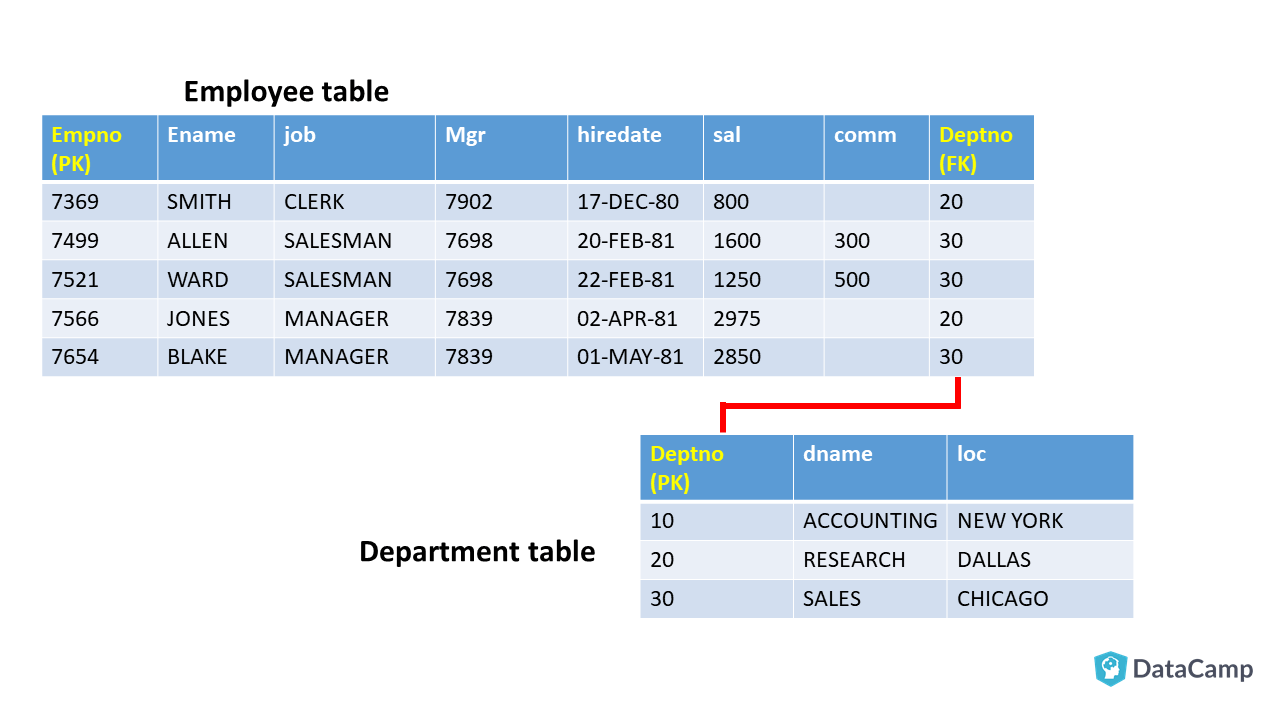 Employee table
Empno Ename job Mgr hiredate sal comm Deptno
(PK) (FK)
7369 SMITH CLERK 7902 17-DEC-80 800 20
7499 ALLEN SALESMAN 7698 20-FEB-81 1600 300 30
7521 WARD SALESMAN 7698 22-FEB-81 1250 500 30
7566 JONES MANAGER 7839 02-APR-81 2975 20
7654 BLAKE MANAGER 7839 01-MAY-81 2850 30
Deptno dname loc
(PK)
10 ACCOUNTING NEW YORK
Department table
20 RESEARCH DALLAS
30 SALES CHICAGO
DataCamp